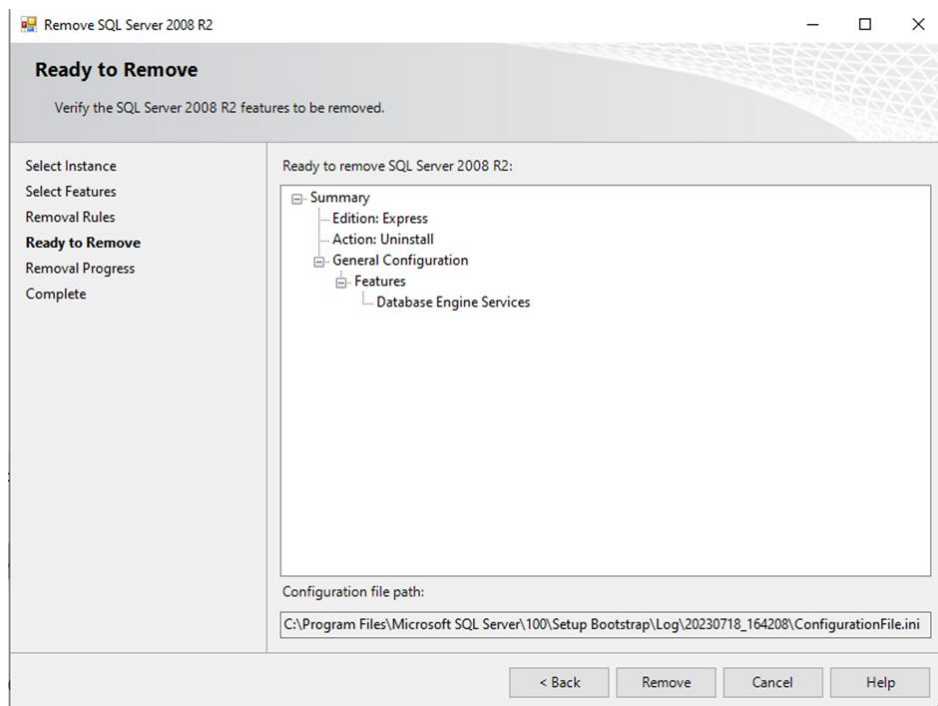 Remove SQL Server 2008 R2
Ready to Remove
Verify the SQL Server 2008 R2 features to be removed.
Select Instance
Select Features
Removal Rules
Ready to Remove
Removal Progress
Complete
Ready to remove SQL Server 2008 R2:
Summary
Edition: Express
Action: Uninstall
General Configuration
Features
Database Engine Services
Configuration file path:
C:\Program Files\Microsoft SQL Server\100\Setup Bootstrap\Log\20230718_164208\ConfigurationFile.ini
< Back
Remove
Cancel
Help